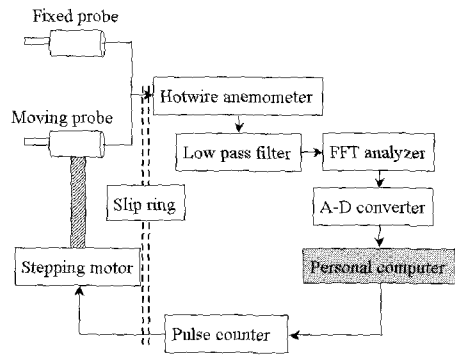 Fixed probe
Hotwire anemometer
Moving probe
Low pass filter
FFT analyzer
Slip ring
A-D converter
Stepping motor
Personal computer
Pulse counter